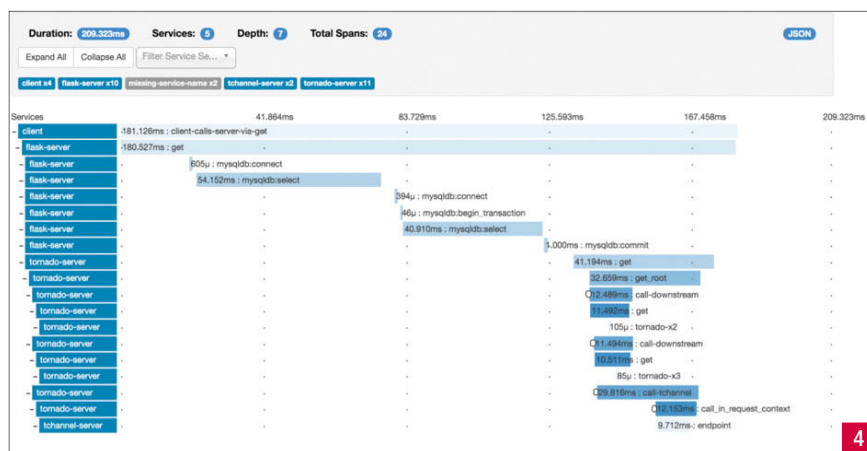 Duration: 209.323ms Services: 5 Depth: 7 Total Spans: 24 JSON
Expand All Collapse All Filter Service Se...
client x4 flask-server x10 missing-service-name x2 tchannel-server x2 tornado-server x11
Services 41.864ms 83.729ms 125.593ms 167.458ms 209.323ms
- client 181.126ms : client-calls-server-via-get
- flask-server 180.527ms : get
- flask-server 605μ : mysqldb:connect
- flask-server 54.152ms : mysqldb:select
- flask-server 394μ : mysqldb:connect
- flask-server 46μ : mysqldb:begin_transaction
- flask-server 40.910ms : mysqldb:select
- flask-server 1.000ms : mysqldb:commit
- tornado-server 41.194ms : get
- tornado-server 32.659ms : get_root
- tornado-server 12.489ms : call-downstream
- tornado-server 11.492ms : get
- tornado-server 105μ : tornado-x2
- tornado-server 11.494ms : call-downstream
- tornado-server 10.511ms : get
- tornado-server 85μ : tornado-x3
- tornado-server 29.816ms : call-tchannel
- tornado-server 12.153ms : call_in_request_context
- tchannel-server 9.712ms : endpoint
4